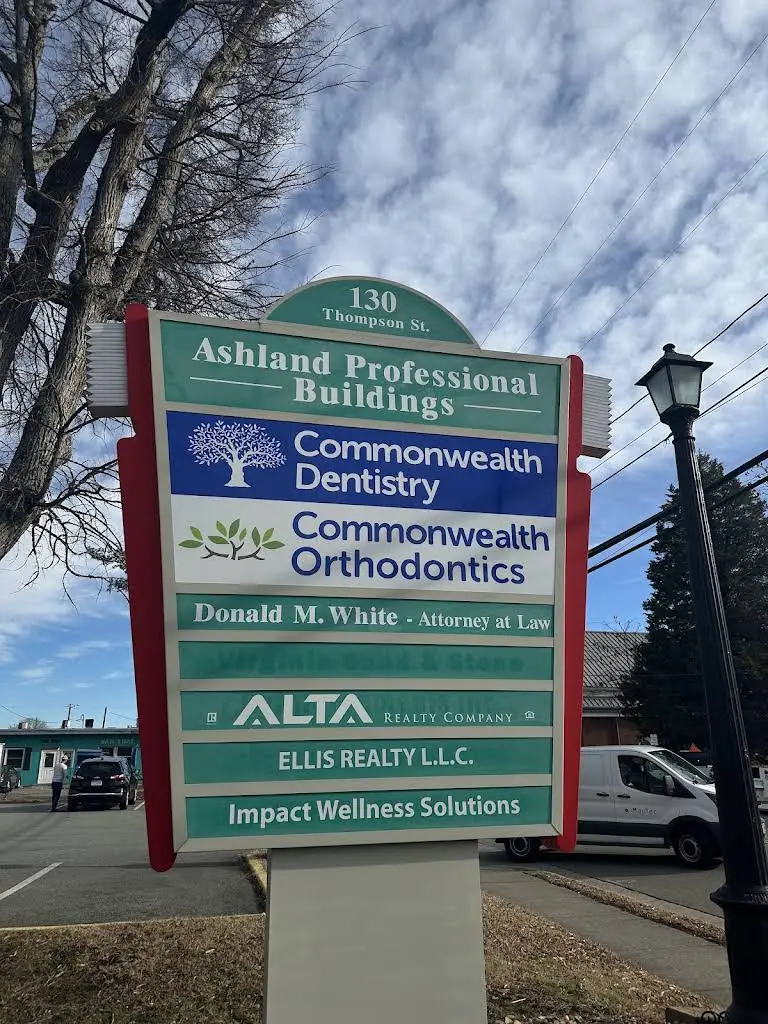 130
Thompson St.
Ashland Professional
Buildings
Commonwealth
Dentistry
Commonwealth
Orthodontics
Donald M. White - Attorney at Law
ALTA REALTY COMPANY
ELLIS REALTY L.L.C.
Impact Wellness Solutions